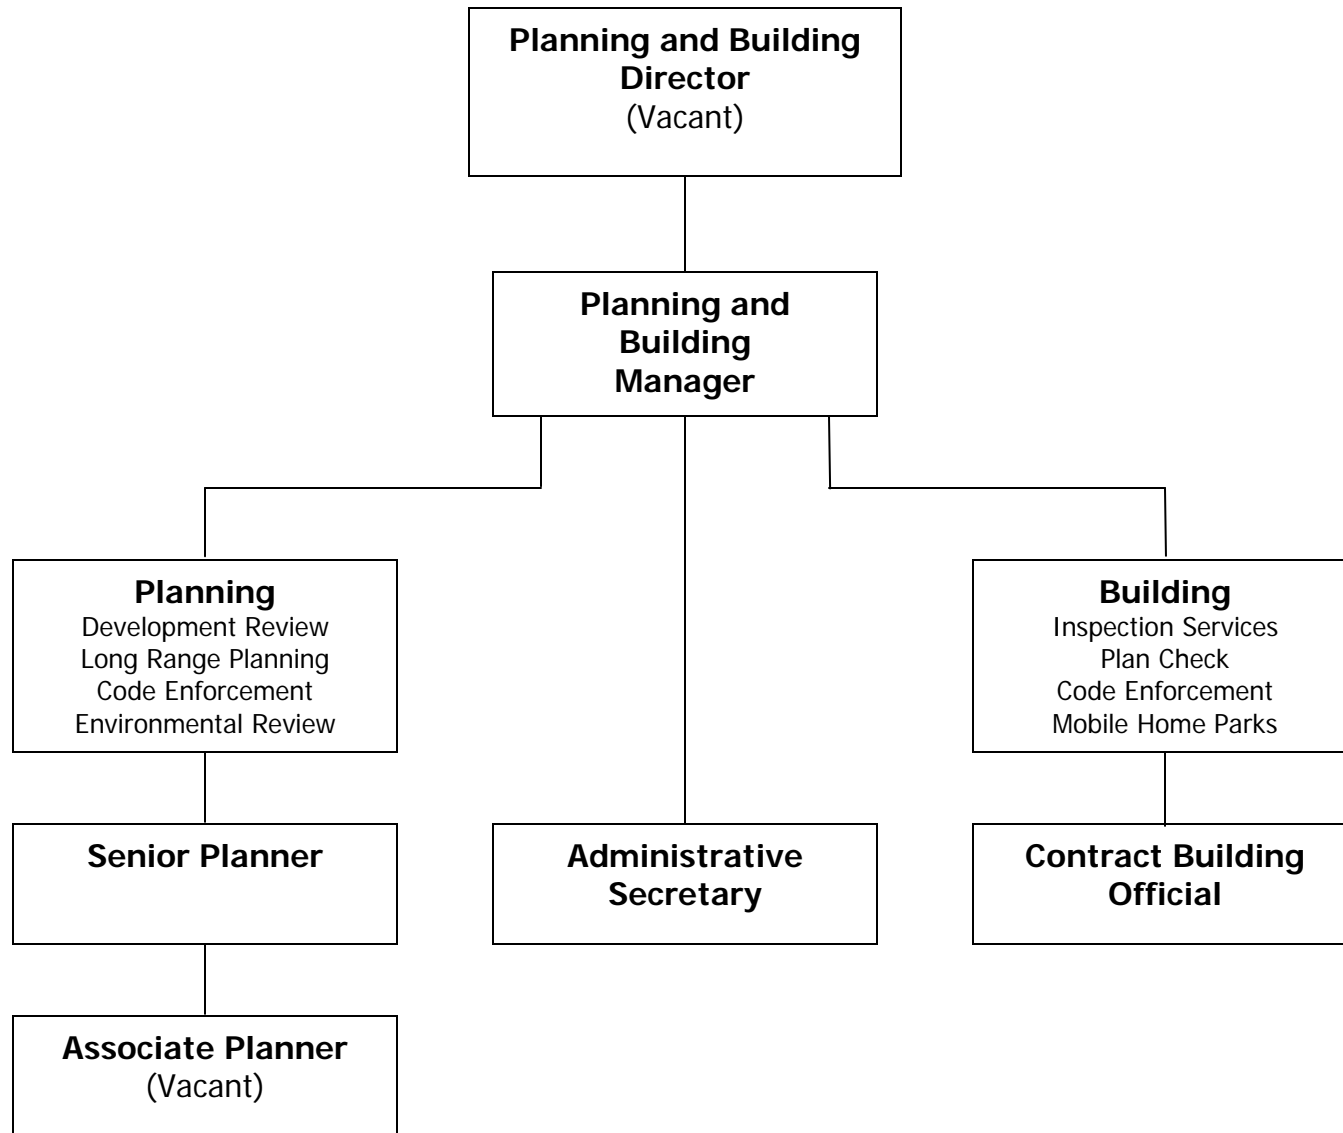 Planning and Building
Director
(Vacant)
Planning and
Building
Manager
Planning
Development Review
Long Range Planning
Code Enforcement
Environmental Review
Building
Inspection Services
Plan Check
Code Enforcement
Mobile Home Parks
Senior Planner
Administrative
Secretary
Contract Building
Official
Associate Planner
(Vacant)